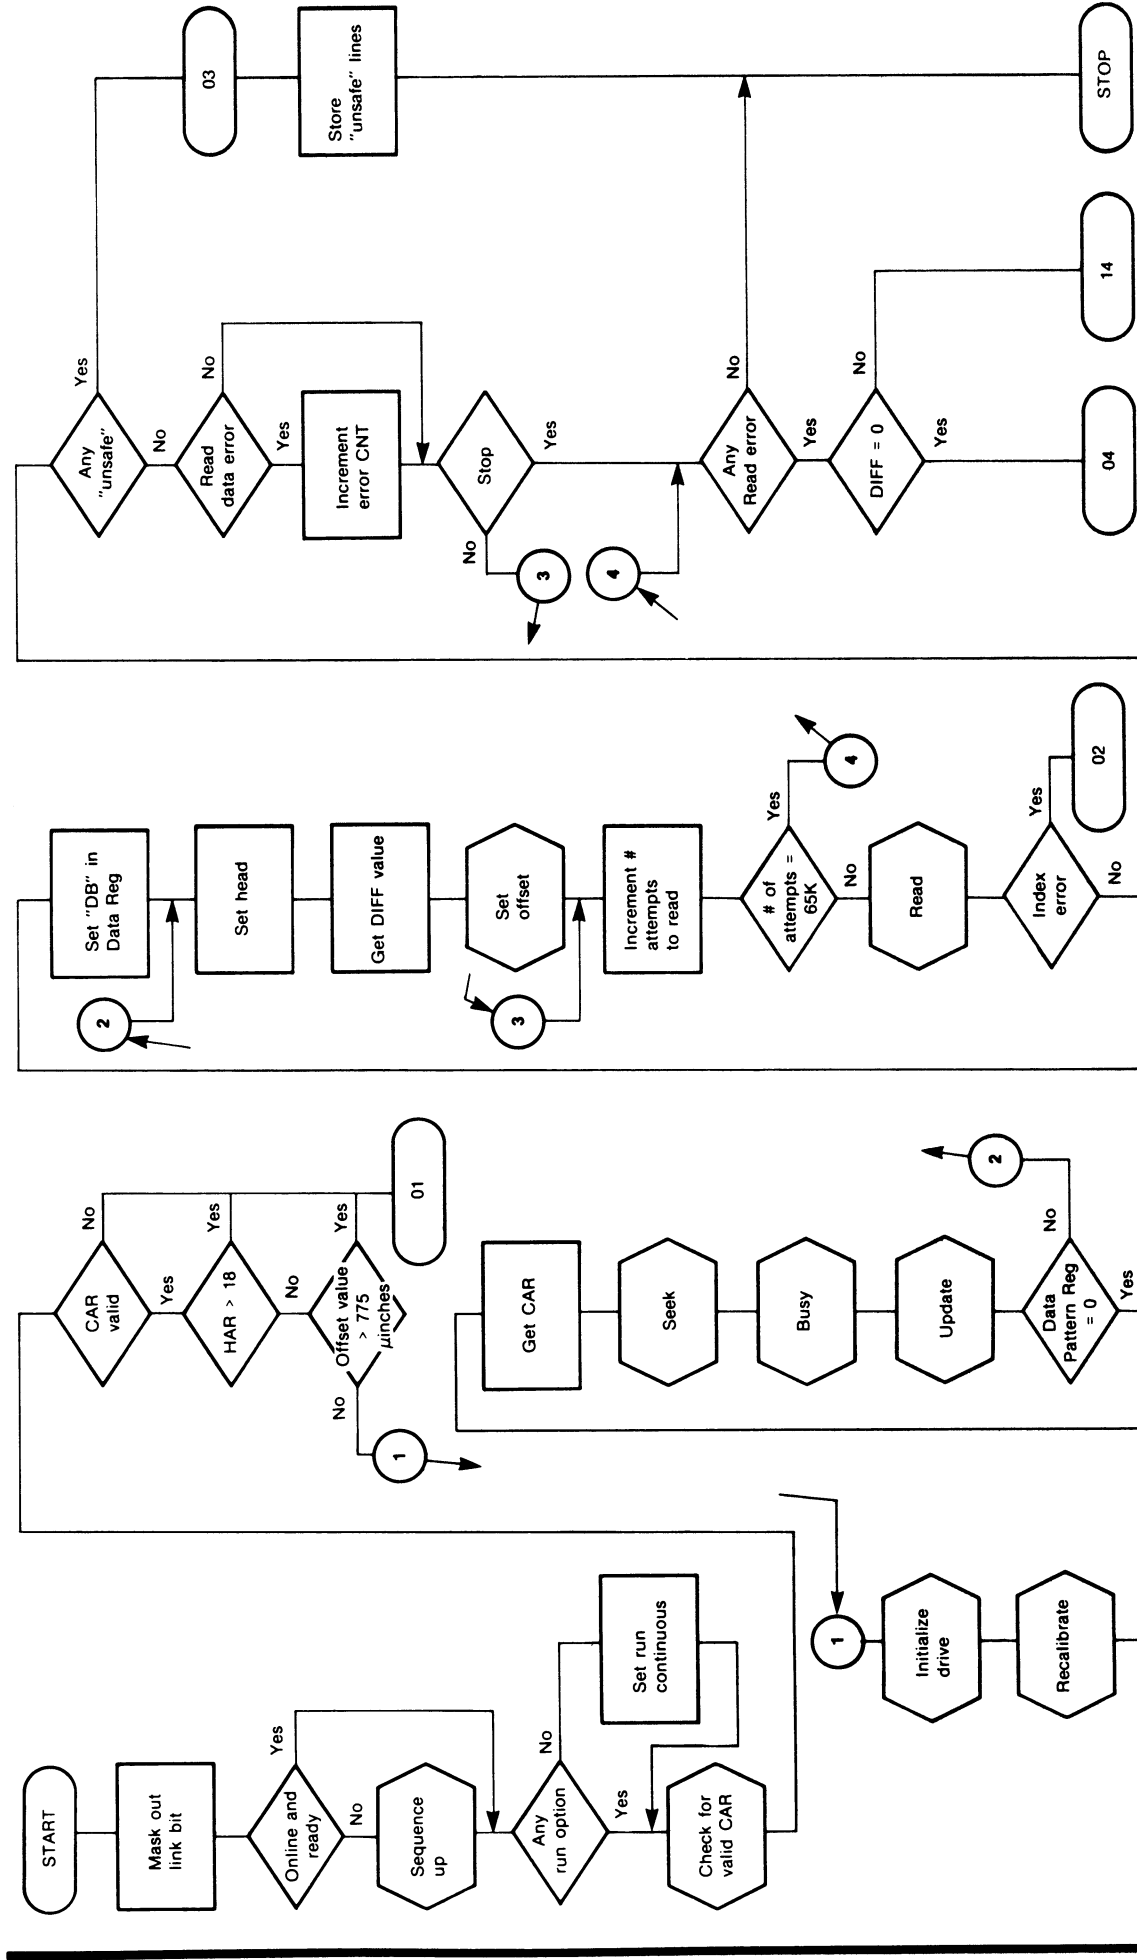 START
Mask out
link bit
Online and
ready
Yes
No
Sequence
up
Any
run option
No
Yes
Set run
continuous
Check for
valid CAR
CAR
valid
No
Yes
HAR > 18
Yes
No
Offset value
> 775
µinches
Yes
No
01
1
1
Initialize
drive
Recalibrate
Get CAR
Seek
Busy
Update
Data
Pattern Reg
= 0
No
Yes
2
Set "DB" in
Data Reg
2
Set head
Get DIFF value
Set
offset
3
Increment #
attempts
to read
# of
attempts =
65K
Yes
No
4
Read
Index
error
Yes
No
02
Any
"unsafe"
Yes
No
03
Store
"unsafe" lines
Read
data error
No
Yes
Increment
error CNT
Stop
No
Yes
3
4
Any
Read error
No
Yes
DIFF = 0
No
Yes
04
14
STOP